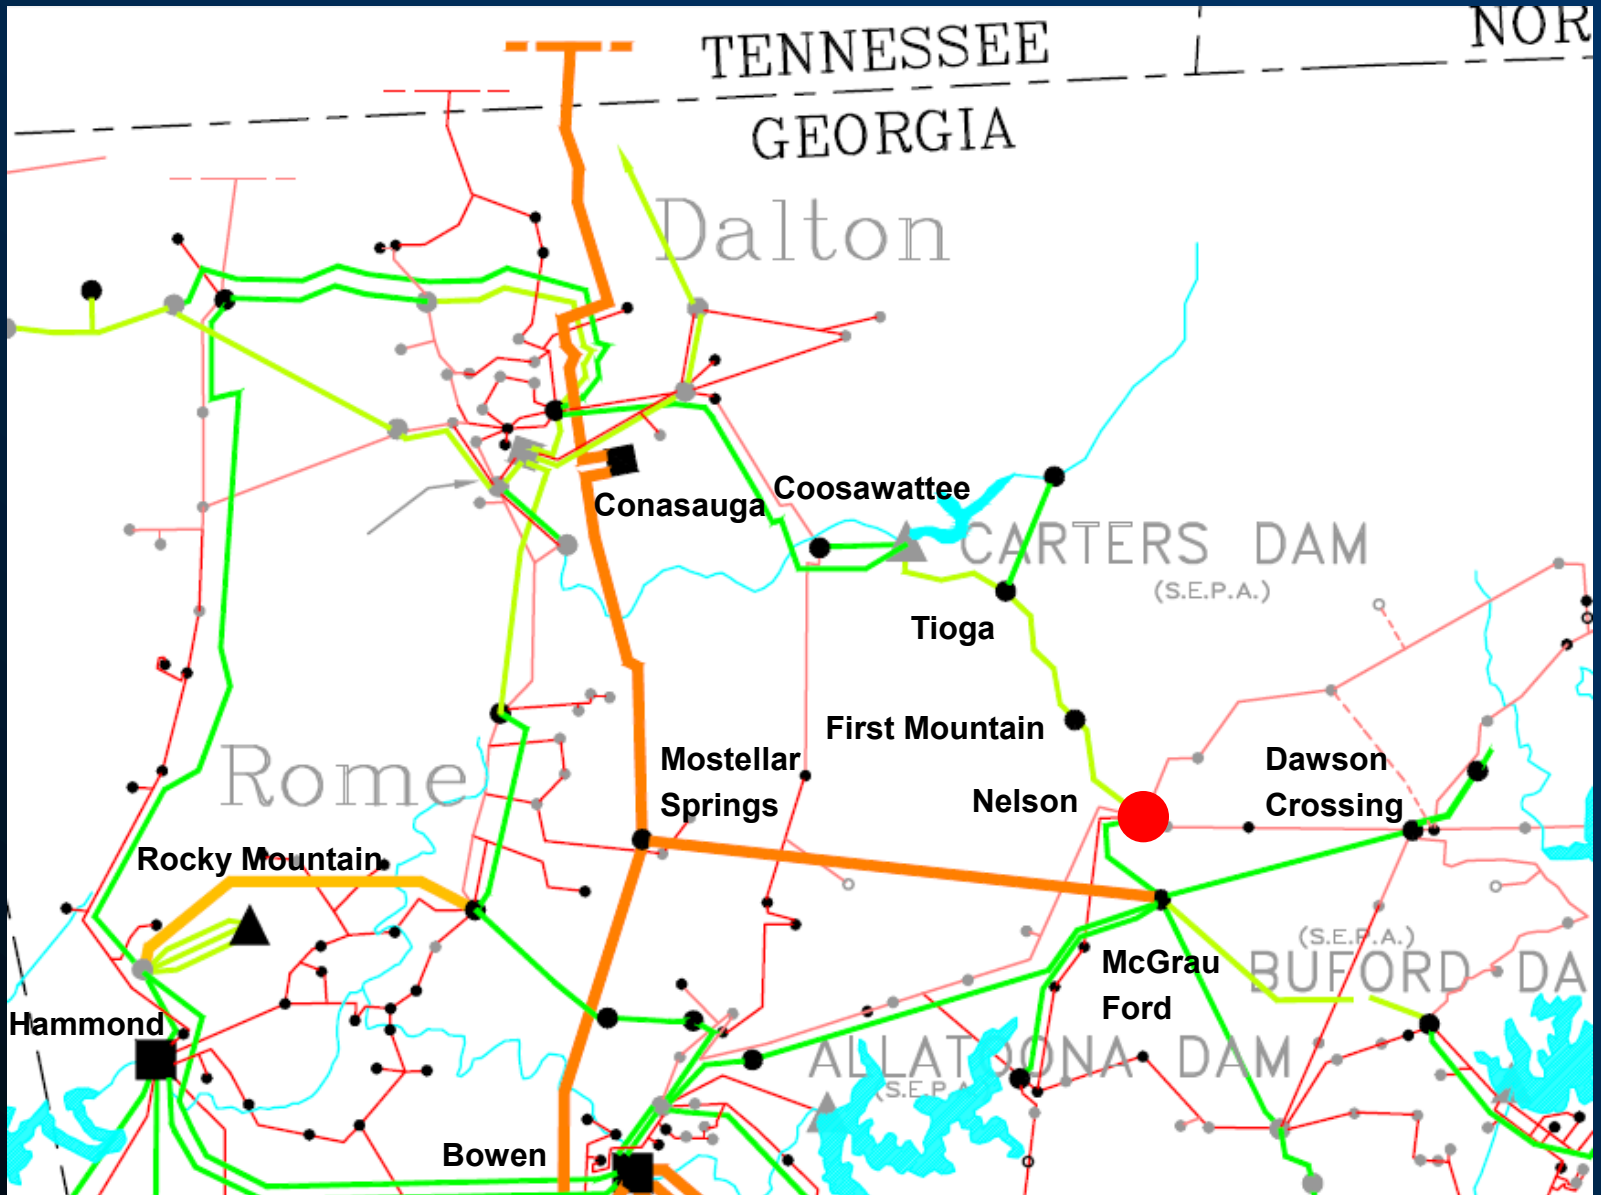 TENNESSEE
NOR
GEORGIA
Dalton
Conasauga
Coosawattee
CARTERS DAM
(S.E.P.A.)
Tioga
First Mountain
Rome
Mostellar
Springs
Nelson
Dawson
Crossing
Rocky Mountain
McGrau
Ford
(S.E.P.A.)
BUFORD DA
Hammond
ALLATOONA DAM
(S.E.P.A
Bowen